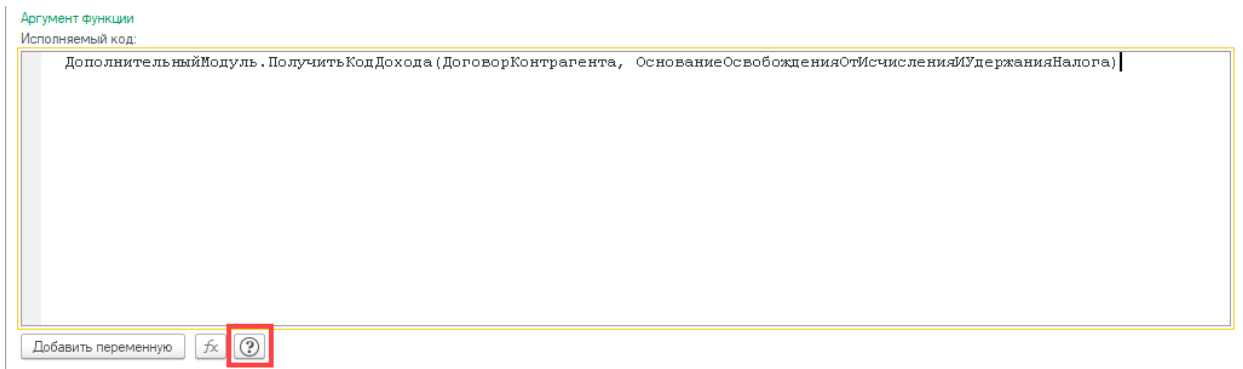 Аргумент функции
Исполняемый код:
ДополнительныйМодуль.ПолучитьКодДохода(ДоговорКонтрагента, ОснованиеОсвобожденияОтИсчисленияИУдержанияНалога)
Добавить переменную fx ?